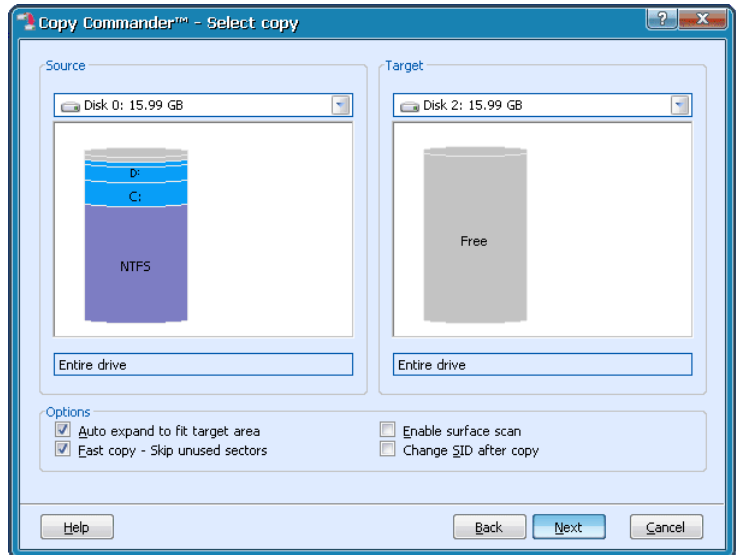 Copy Commander™ - Select copy
Source
Target
Disk 0: 15.99 GB
Disk 2: 15.99 GB
D:
C:
NTFS
Free
Entire drive
Entire drive
Options
Auto expand to fit target area
Enable surface scan
Fast copy - Skip unused sectors
Change SID after copy
Help
Back
Next
Cancel